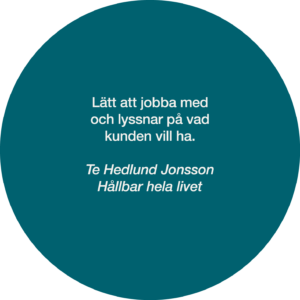 Lätt att jobba med
och lyssnar på vad
kunden vill ha.
Te Hedlund Jonsson
Hållbar hela livet